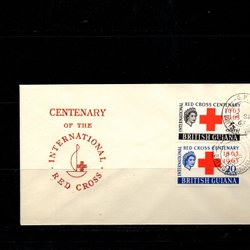 CENTENARY
OF THE
INTERNATIONAL
RED CROSS
INTERNATIONAL
RED CROSS CENTENARY
1863
1963
BRITISH GUIANA
INTERNATIONAL
RED CROSS CENTENARY
1863
1963
20
BRITISH GUIANA